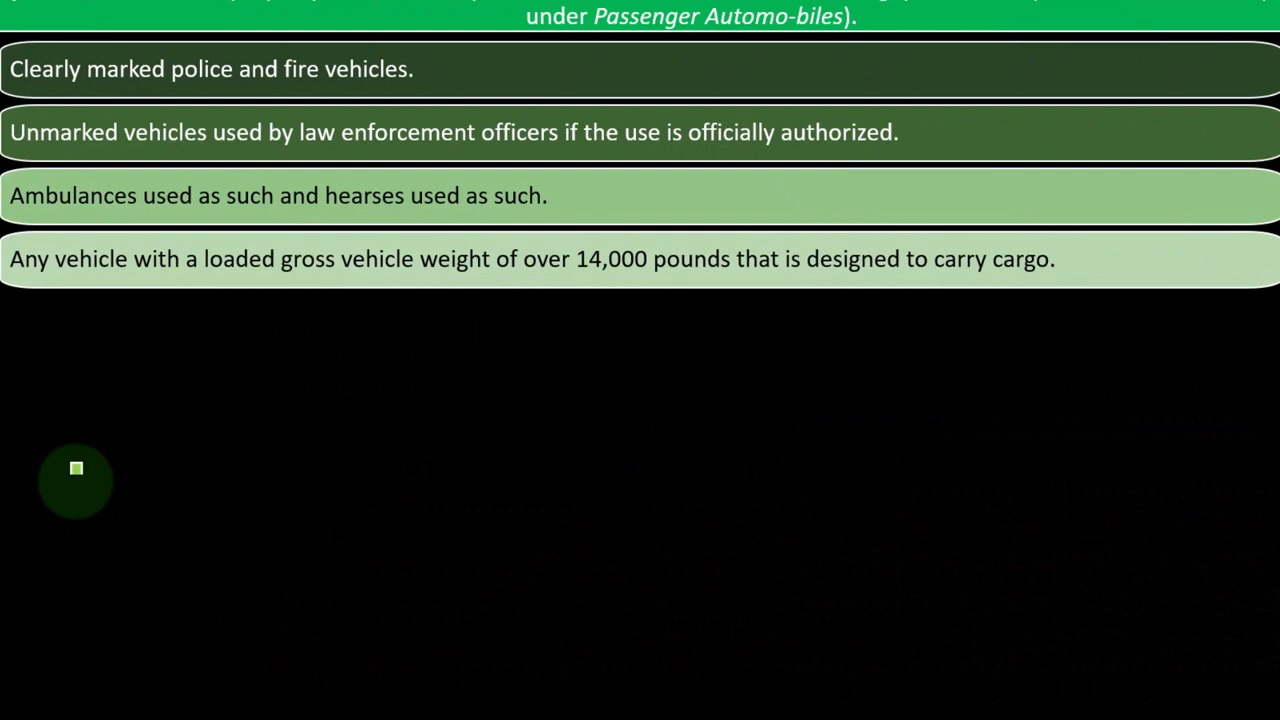 under Passenger Automo-biles).
Clearly marked police and fire vehicles.
Unmarked vehicles used by law enforcement officers if the use is officially authorized.
Ambulances used as such and hearses used as such.
Any vehicle with a loaded gross vehicle weight of over 14,000 pounds that is designed to carry cargo.